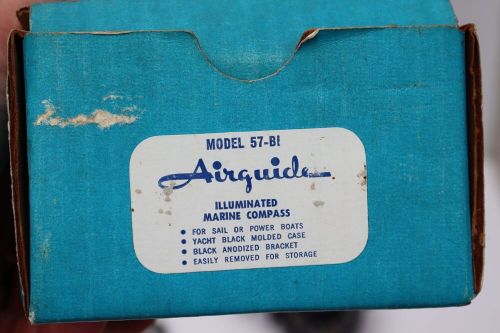 MODEL 57-BI
Airguide
ILLUMINATED
MARINE COMPASS
• FOR SAIL OR POWER BOATS
• YACHT BLACK MOLDED CASE
• BLACK ANODIZED BRACKET
• EASILY REMOVED FOR STORAGE